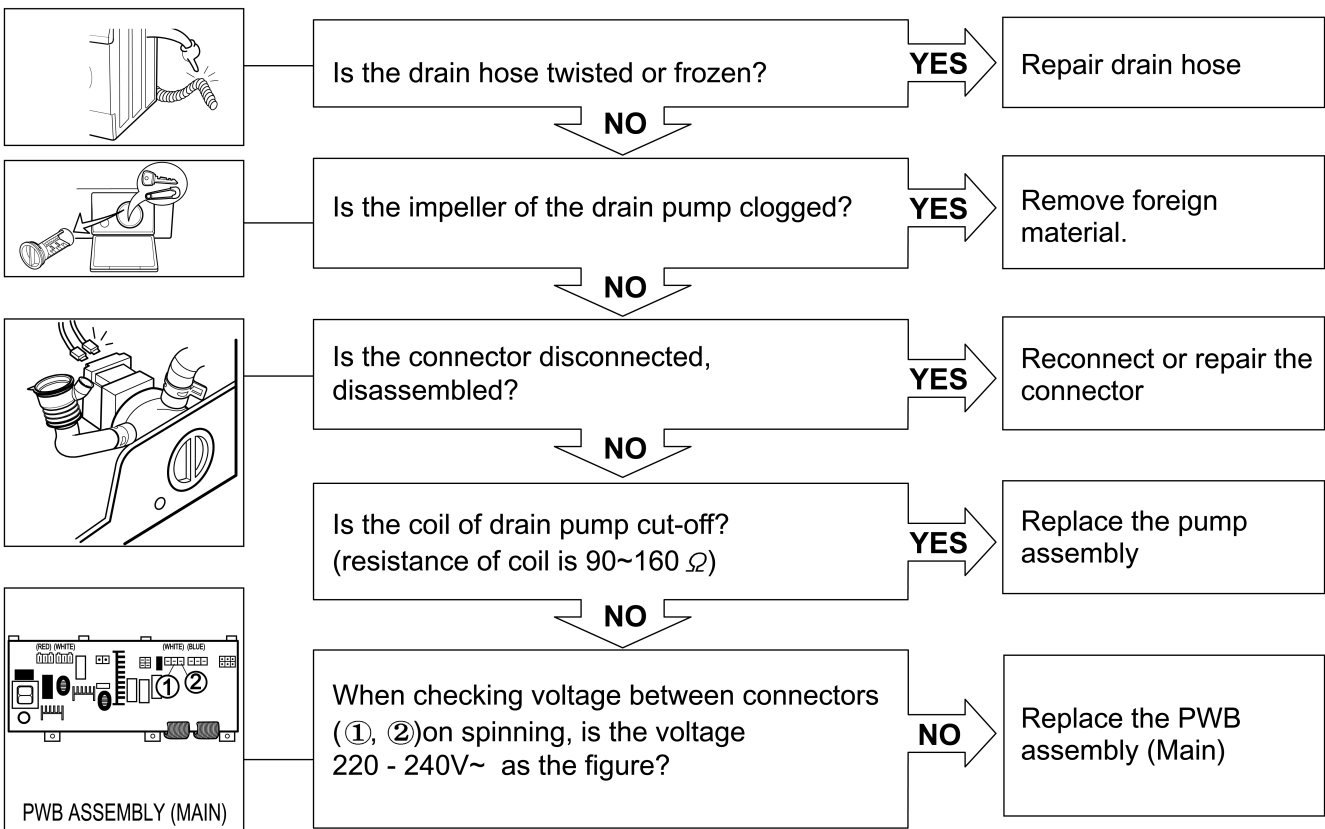 Is the drain hose twisted or frozen?
YES
Repair drain hose
NO
Is the impeller of the drain pump clogged?
YES
Remove foreign
material.
NO
Is the connector disconnected,
disassembled?
YES
Reconnect or repair the
connector
NO
Is the coil of drain pump cut-off?
(resistance of coil is 90~160 Ω)
YES
Replace the pump
assembly
NO
(RED) (WHITE) (WHITE) (BLUE)
① ②
PWB ASSEMBLY (MAIN)
When checking voltage between connectors
(①, ②)on spinning, is the voltage
220 - 240V~ as the figure?
NO
Replace the PWB
assembly (Main)